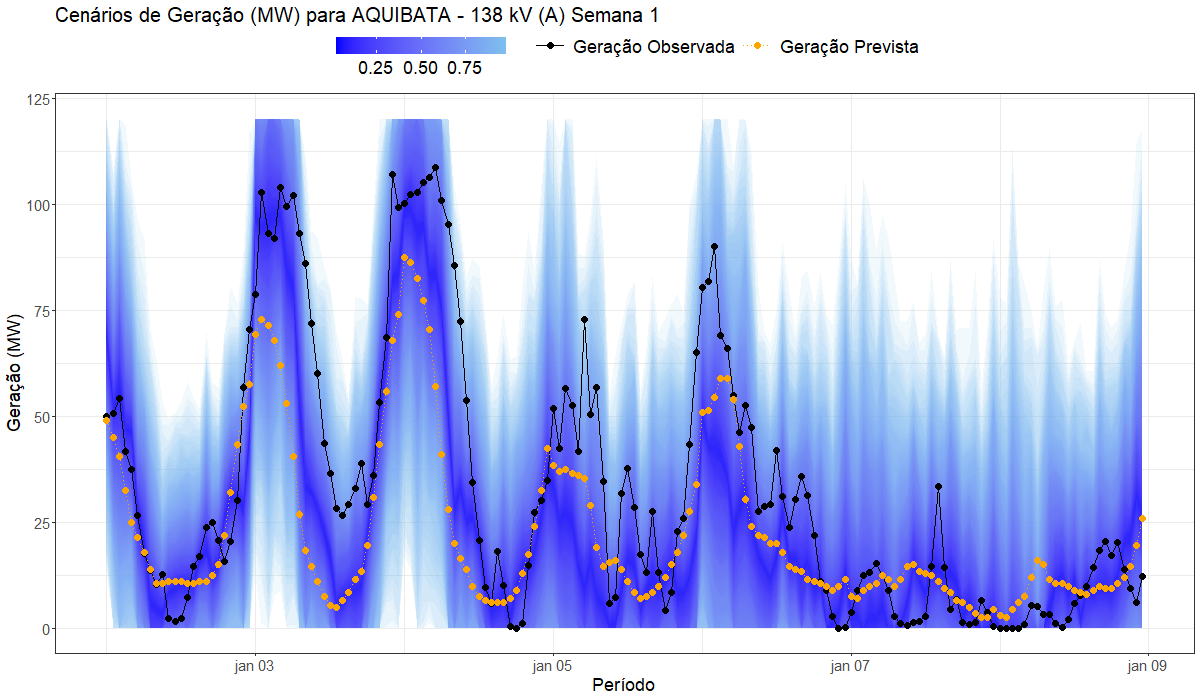 Cenários de Geração (MW) para AQUIBATA - 138 kV (A) Semana 1
0.25 0.50 0.75 Geração Observada Geração Prevista
Geração (MW)
125
100
75
50
25
0
jan 03 jan 05 jan 07 jan 09
Período